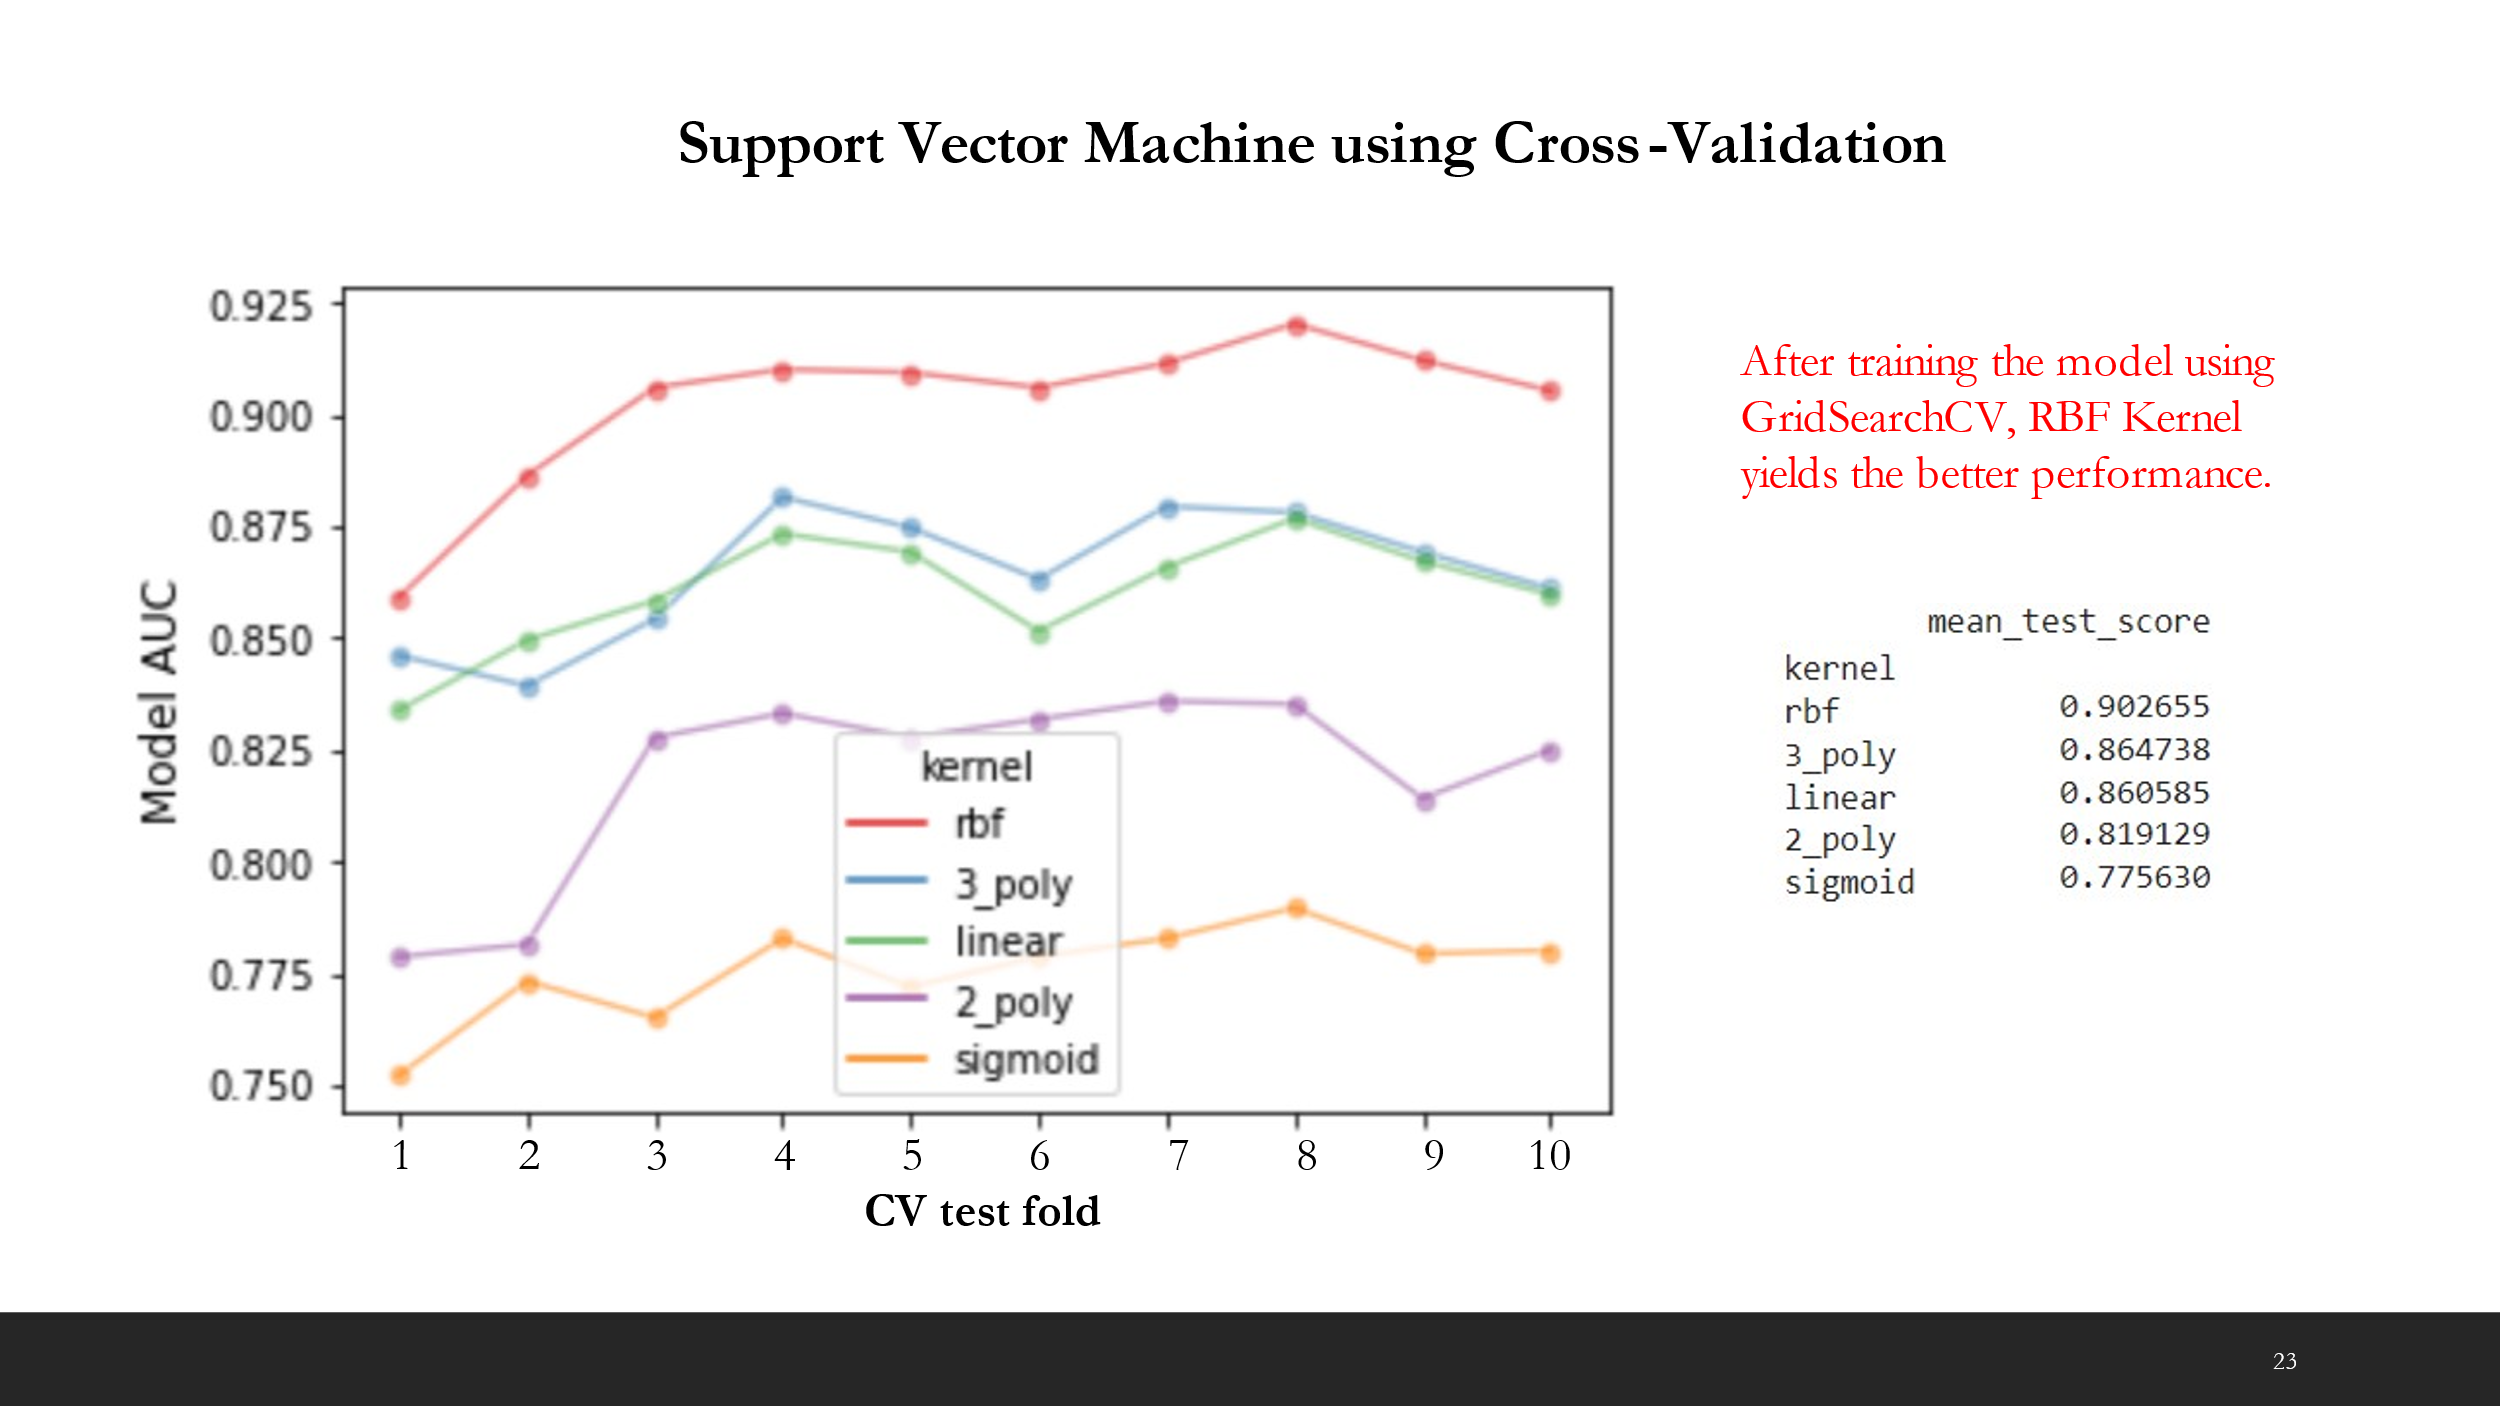 Support Vector Machine using Cross-Validation
0.925
0.900
0.875
0.850
0.825
0.800
0.775
0.750
Model AUC
kernel
rbf
3_poly
linear
2_poly
sigmoid
1 2 3 4 5 6 7 8 9 10
CV test fold
After training the model using
GridSearchCV, RBF Kernel
yields the better performance.
mean_test_score
kernel
rbf 0.902655
3_poly 0.864738
linear 0.860585
2_poly 0.819129
sigmoid 0.775630
23